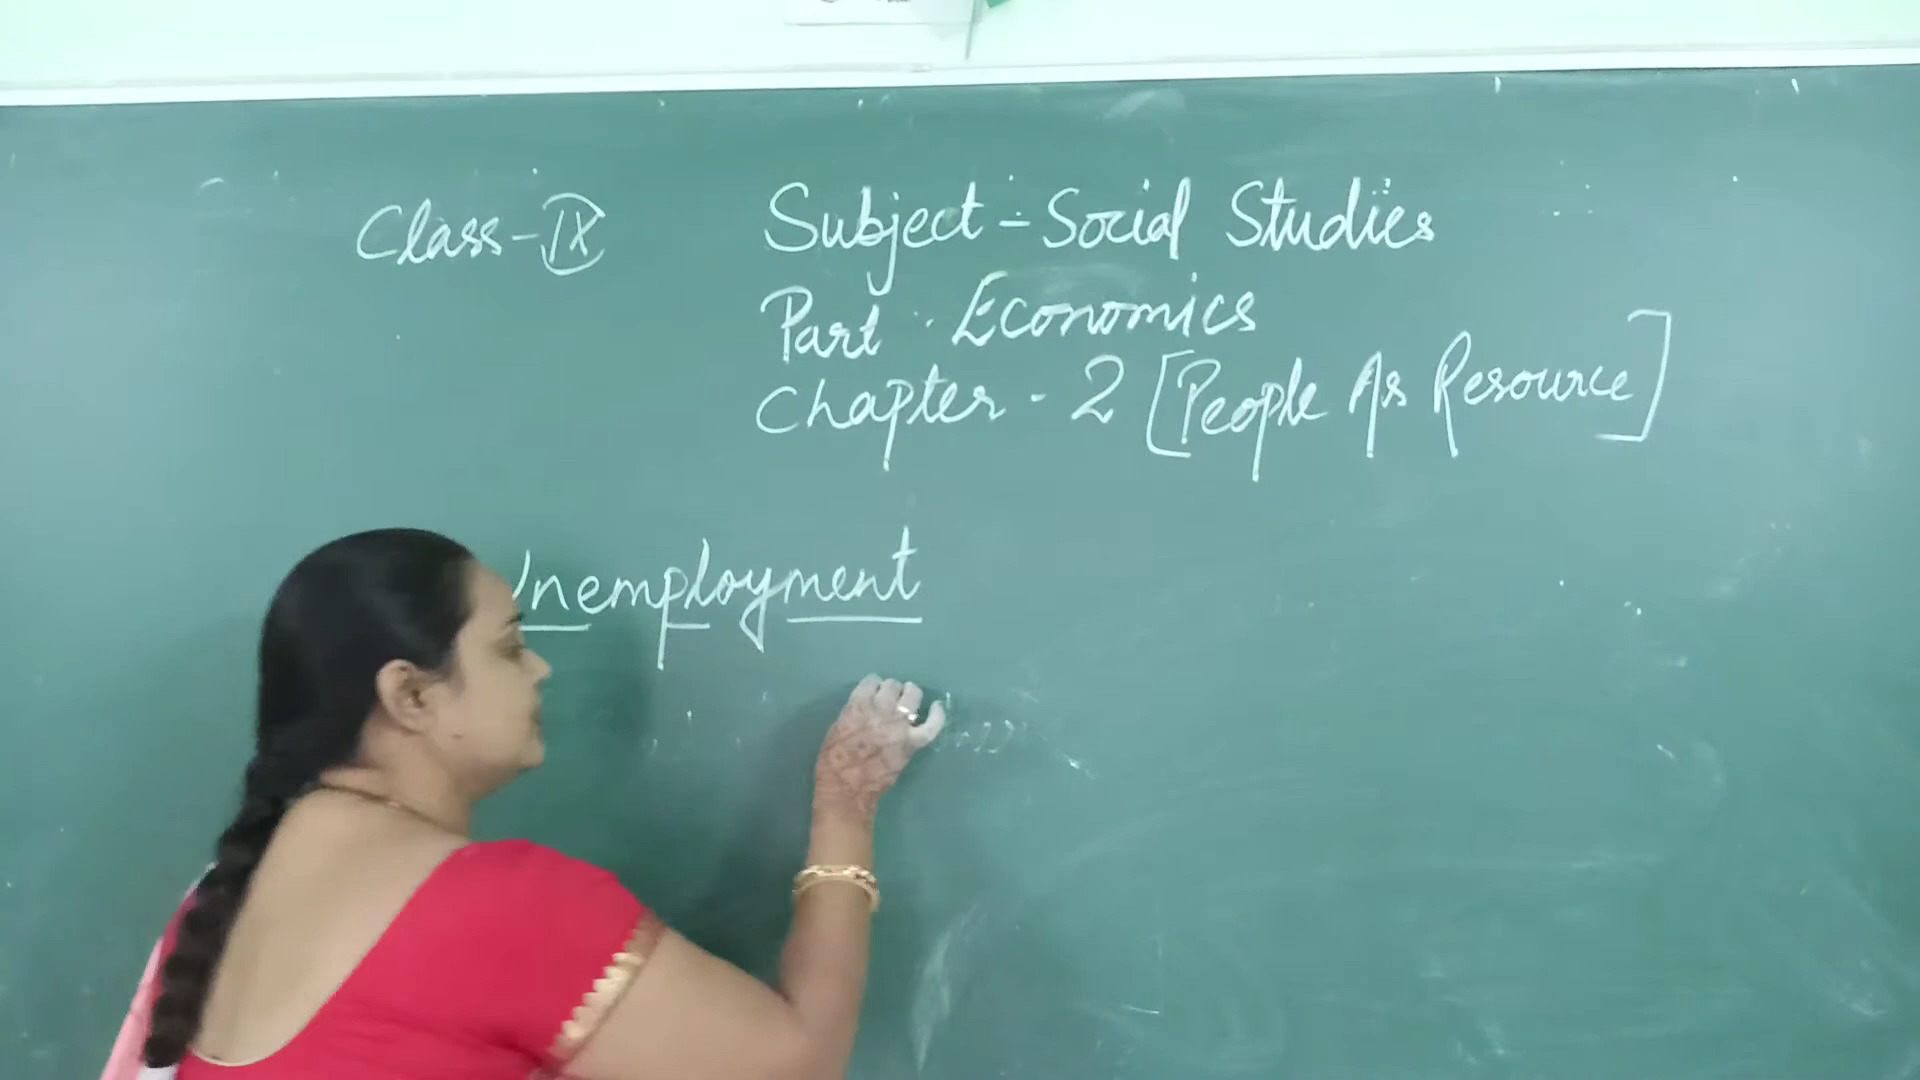 Class-IX
Subject - Social Studies
Part - Economics
Chapter - 2 [People As Resource]
Unemployment